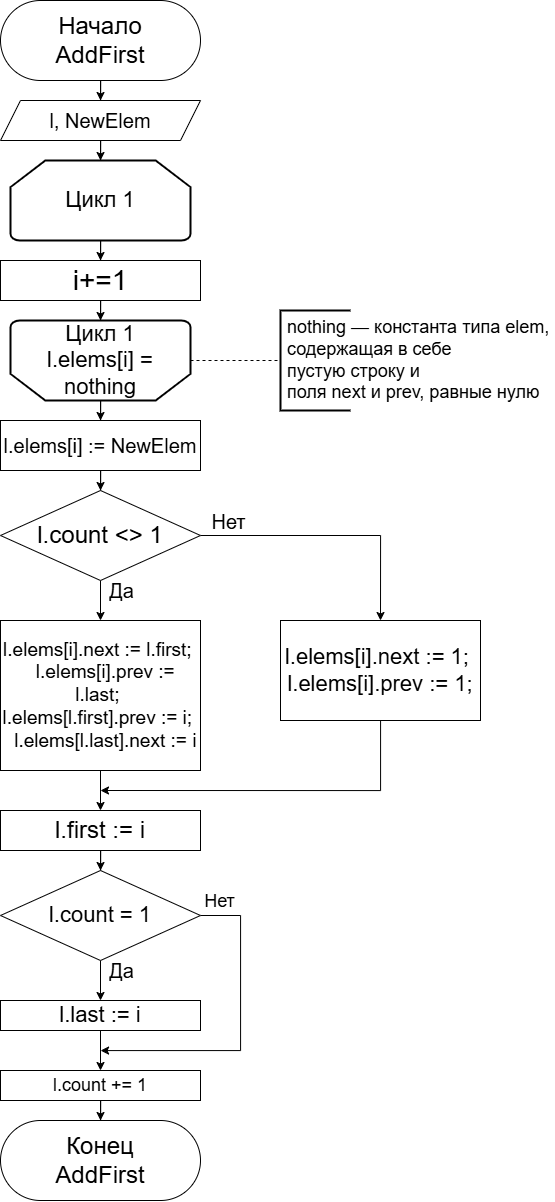 Начало
AddFirst
l, NewElem
Цикл 1
i+=1
Цикл 1
l.elems[i] =
nothing
nothing — константа типа elem,
содержащая в себе
пустую строку и
поля next и prev, равные нулю
l.elems[i] := NewElem
l.count <> 1
Нет
Да
l.elems[i].next := l.first;
l.elems[i].prev :=
l.last;
l.elems[l.first].prev := i;
l.elems[l.last].next := i
l.elems[i].next := 1;
l.elems[i].prev := 1;
l.first := i
l.count = 1
Нет
Да
l.last := i
l.count += 1
Конец
AddFirst